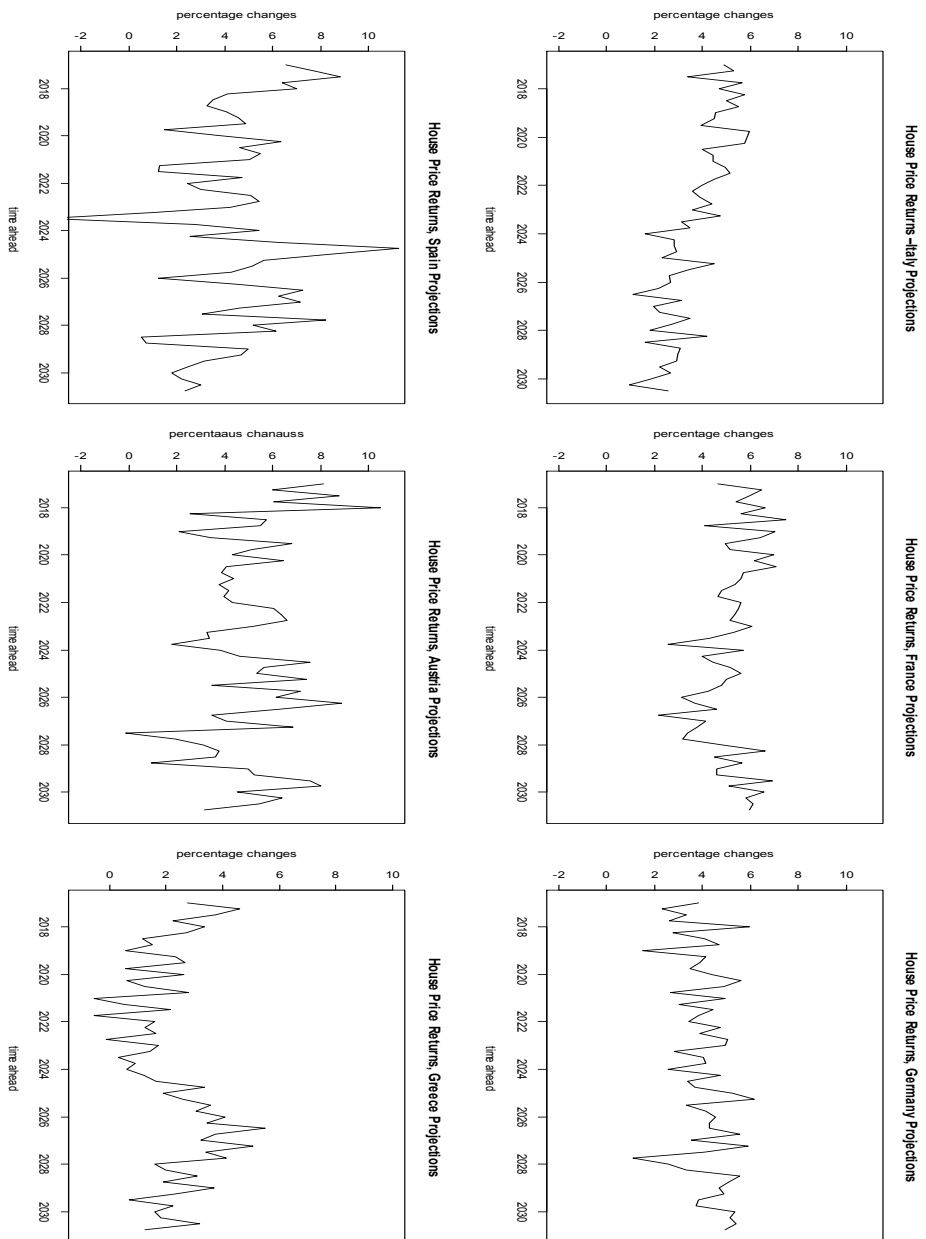 House Price Returns –Italy Projections
percentage changes
-2 0 2 4 6 8 10
2018 2020 2022 2024 2026 2028 2030
time ahead
House Price Returns, France Projections
percentage changes
-2 0 2 4 6 8 10
2018 2020 2022 2024 2026 2028 2030
time ahead
House Price Returns, Germany Projections
percentage changes
-2 0 2 4 6 8 10
2018 2020 2022 2024 2026 2028 2030
time ahead
House Price Returns, Spain Projections
percentage changes
-2 0 2 4 6 8 10
2018 2020 2022 2024 2026 2028 2030
time ahead
House Price Returns, Austria Projections
percentaaus chanauss
-2 0 2 4 6 8 10
2018 2020 2022 2024 2026 2028 2030
time ahead
House Price Returns, Greece Projections
percentage changes
0 2 4 6 8 10
2018 2020 2022 2024 2026 2028 2030
time ahead